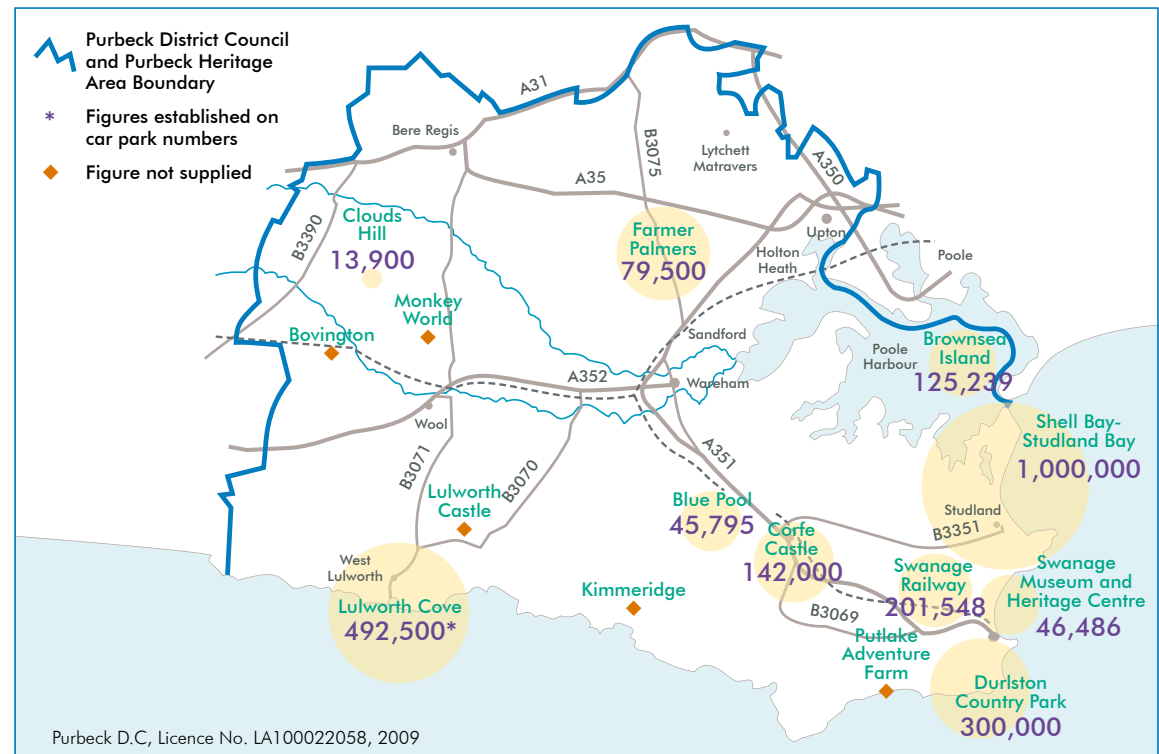 Purbeck District Council
and Purbeck Heritage
Area Boundary
* Figures established on
car park numbers
Figure not supplied
A31
Bere Regis
B3075
Lytchett
Matravers
A350
A35
B3390
Clouds
Hill
13,900
Farmer
Palmers
79,500
Upton
Holton
Heath
Poole
Monkey
World
Bovington
Sandford
Poole
Harbour
Brownsea
Island
125,239
A352
Wareham
Wool
Shell Bay-
Studland Bay
1,000,000
A351
B3071
B3070
Lulworth
Castle
Blue Pool
45,795
Studland
B3351
Corfe
Castle
142,000
West
Lulworth
Swanage
Railway
201,548
Swanage
Museum and
Heritage Centre
46,486
Kimmeridge
Lulworth Cove
492,500*
B3069
Putlake
Adventure
Farm
Durlston
Country Park
300,000
Purbeck D.C, Licence No. LA100022058, 2009